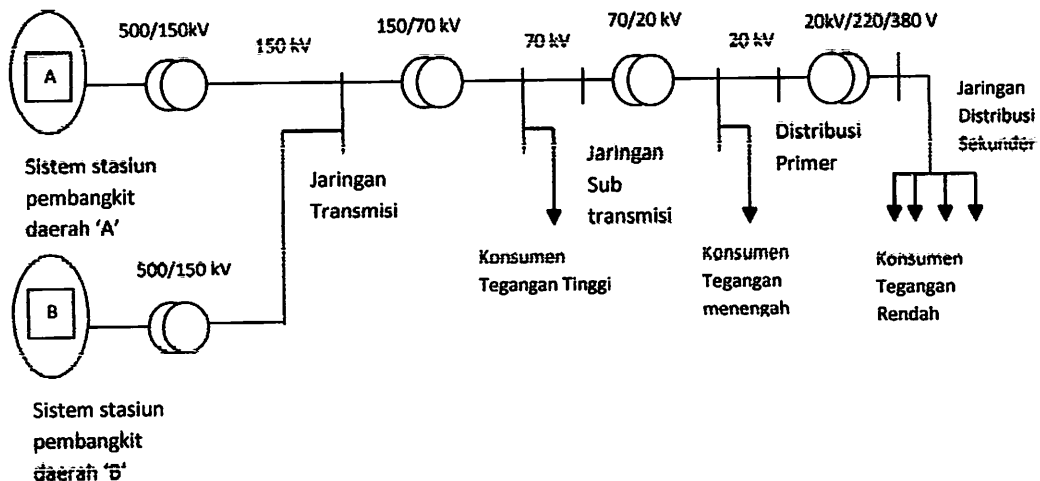 500/150kV
150 kV
150/70 kV
70 kV
70/20 kV
20 kV
20kV/220/380 V
A
Jaringan
Distribusi
Sekunder
Sistem stasiun
pembangkit
daerah 'A'
Jaringan
Transmisi
Jaringan
Sub
transmisi
Distribusi
Primer
Konsumen
Tegangan Tinggi
Konsumen
Tegangan
menengah
Konsumen
Tegangan
Rendah
500/150 kV
B
Sistem stasiun
pembangkit
daerah 'B'